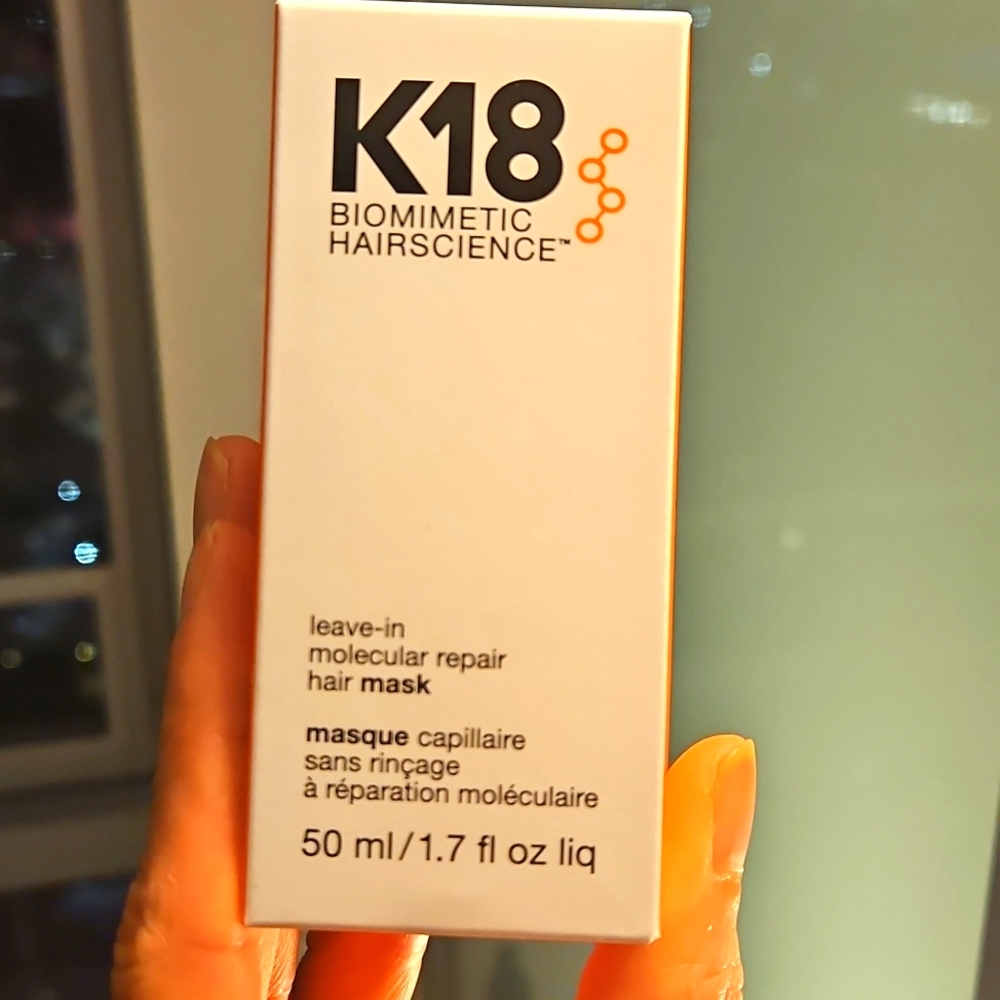 K18
BIOMIMETIC
HAIRSCIENCE™
leave-in
molecular repair
hair mask
masque capillaire
sans rinçage
à réparation moléculaire
50 ml/1.7 fl oz liq